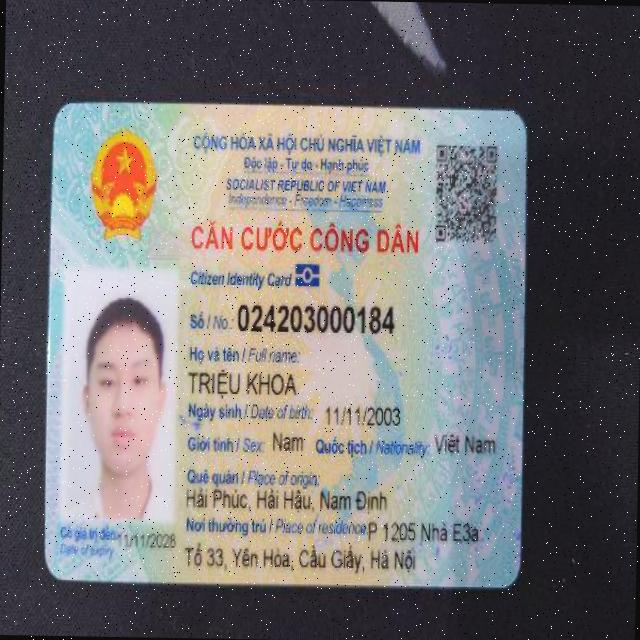 CỘNG HÒA XÃ HỘI CHỦ NGHĨA VIỆT NAM
Độc lập - Tự do - Hạnh phúc
SOCIALIST REPUBLIC OF VIET NAM
Independence - Freedom - Happiness
CĂN CƯỚC CÔNG DÂN
Citizen Identity Card
Số / No.: 024203000184
Họ và tên / Full name:
TRIỆU KHOA
Ngày sinh / Date of birth: 11/11/2003
Giới tính / Sex: Nam Quốc tịch / Nationality: Việt Nam
Quê quán / Place of origin:
Hải Phúc, Hải Hậu, Nam Định
Nơi thường trú / Place of residence: P 1205 Nhà E3a
Tổ 33, Yên Hòa, Cầu Giấy, Hà Nội
Có giá trị đến: 11/11/2028
Date of expiry